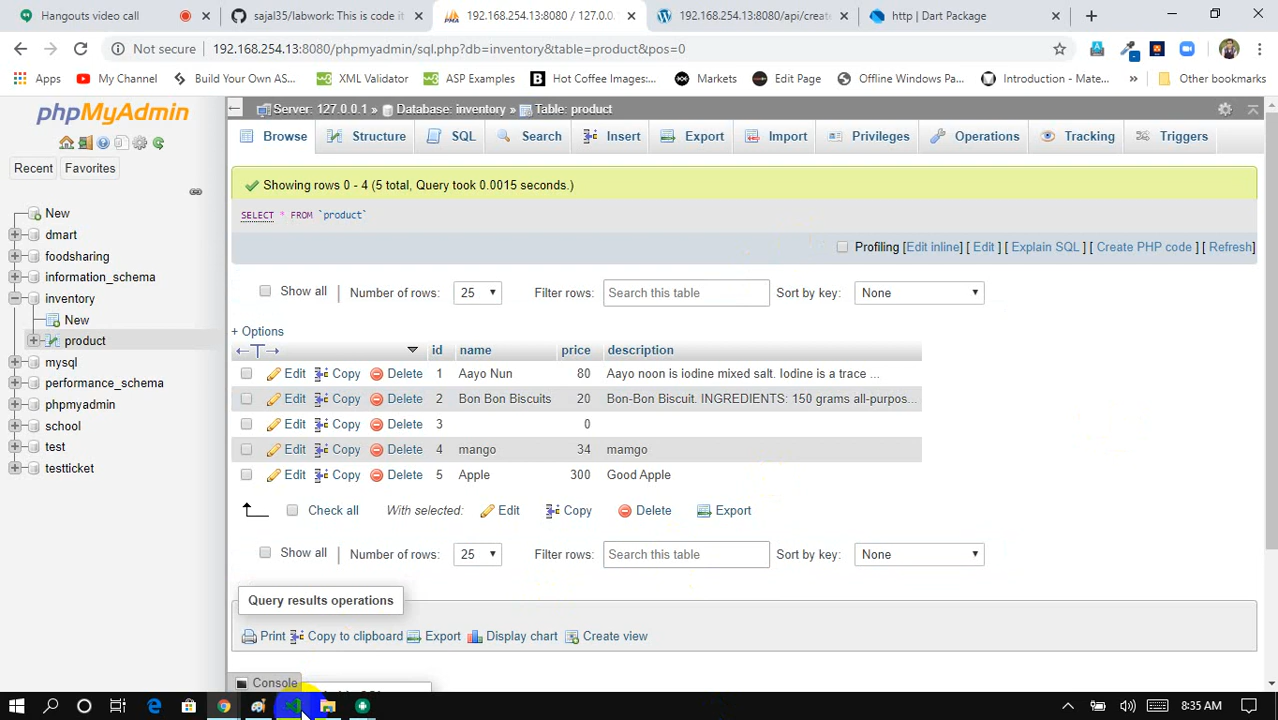 Hangouts video call
sajal35/labwork: This is code it
192.168.254.13:8080 / 127.0.0.
192.168.254.13:8080/api/create
http | Dart Package
Not secure
192.168.254.13:8080/phpmyadmin/sql.php?db=inventory&table=product&pos=0
Apps
My Channel
Build Your Own AS...
XML Validator
ASP Examples
Hot Coffee Images:...
Markets
Edit Page
Offline Windows Pa...
Introduction - Mate...
Other bookmarks
phpMyAdmin
Recent
Favorites
New
dmart
foodsharing
information_schema
inventory
New
product
mysql
performance_schema
phpmyadmin
school
test
testticket
Server: 127.0.0.1 » Database: inventory » Table: product
Browse
Structure
SQL
Search
Insert
Export
Import
Privileges
Operations
Tracking
Triggers
Showing rows 0 - 4 (5 total, Query took 0.0015 seconds.)
SELECT * FROM `product`
Profiling [Edit inline] [ Edit ] [ Explain SQL ] [ Create PHP code ] [ Refresh]
Show all | Number of rows: 25 Filter rows: Search this table Sort by key: None
+ Options
id name price description
Edit Copy Delete 1 Aayo Nun 80 Aayo noon is iodine mixed salt. Iodine is a trace ...
Edit Copy Delete 2 Bon Bon Biscuits 20 Bon-Bon Biscuit. INGREDIENTS: 150 grams all-purpos...
Edit Copy Delete 3 0
Edit Copy Delete 4 mango 34 mamgo
Edit Copy Delete 5 Apple 300 Good Apple
Check all With selected: Edit Copy Delete Export
Show all | Number of rows: 25 Filter rows: Search this table Sort by key: None
Query results operations
Print Copy to clipboard Export Display chart Create view
Console
8:35 AM